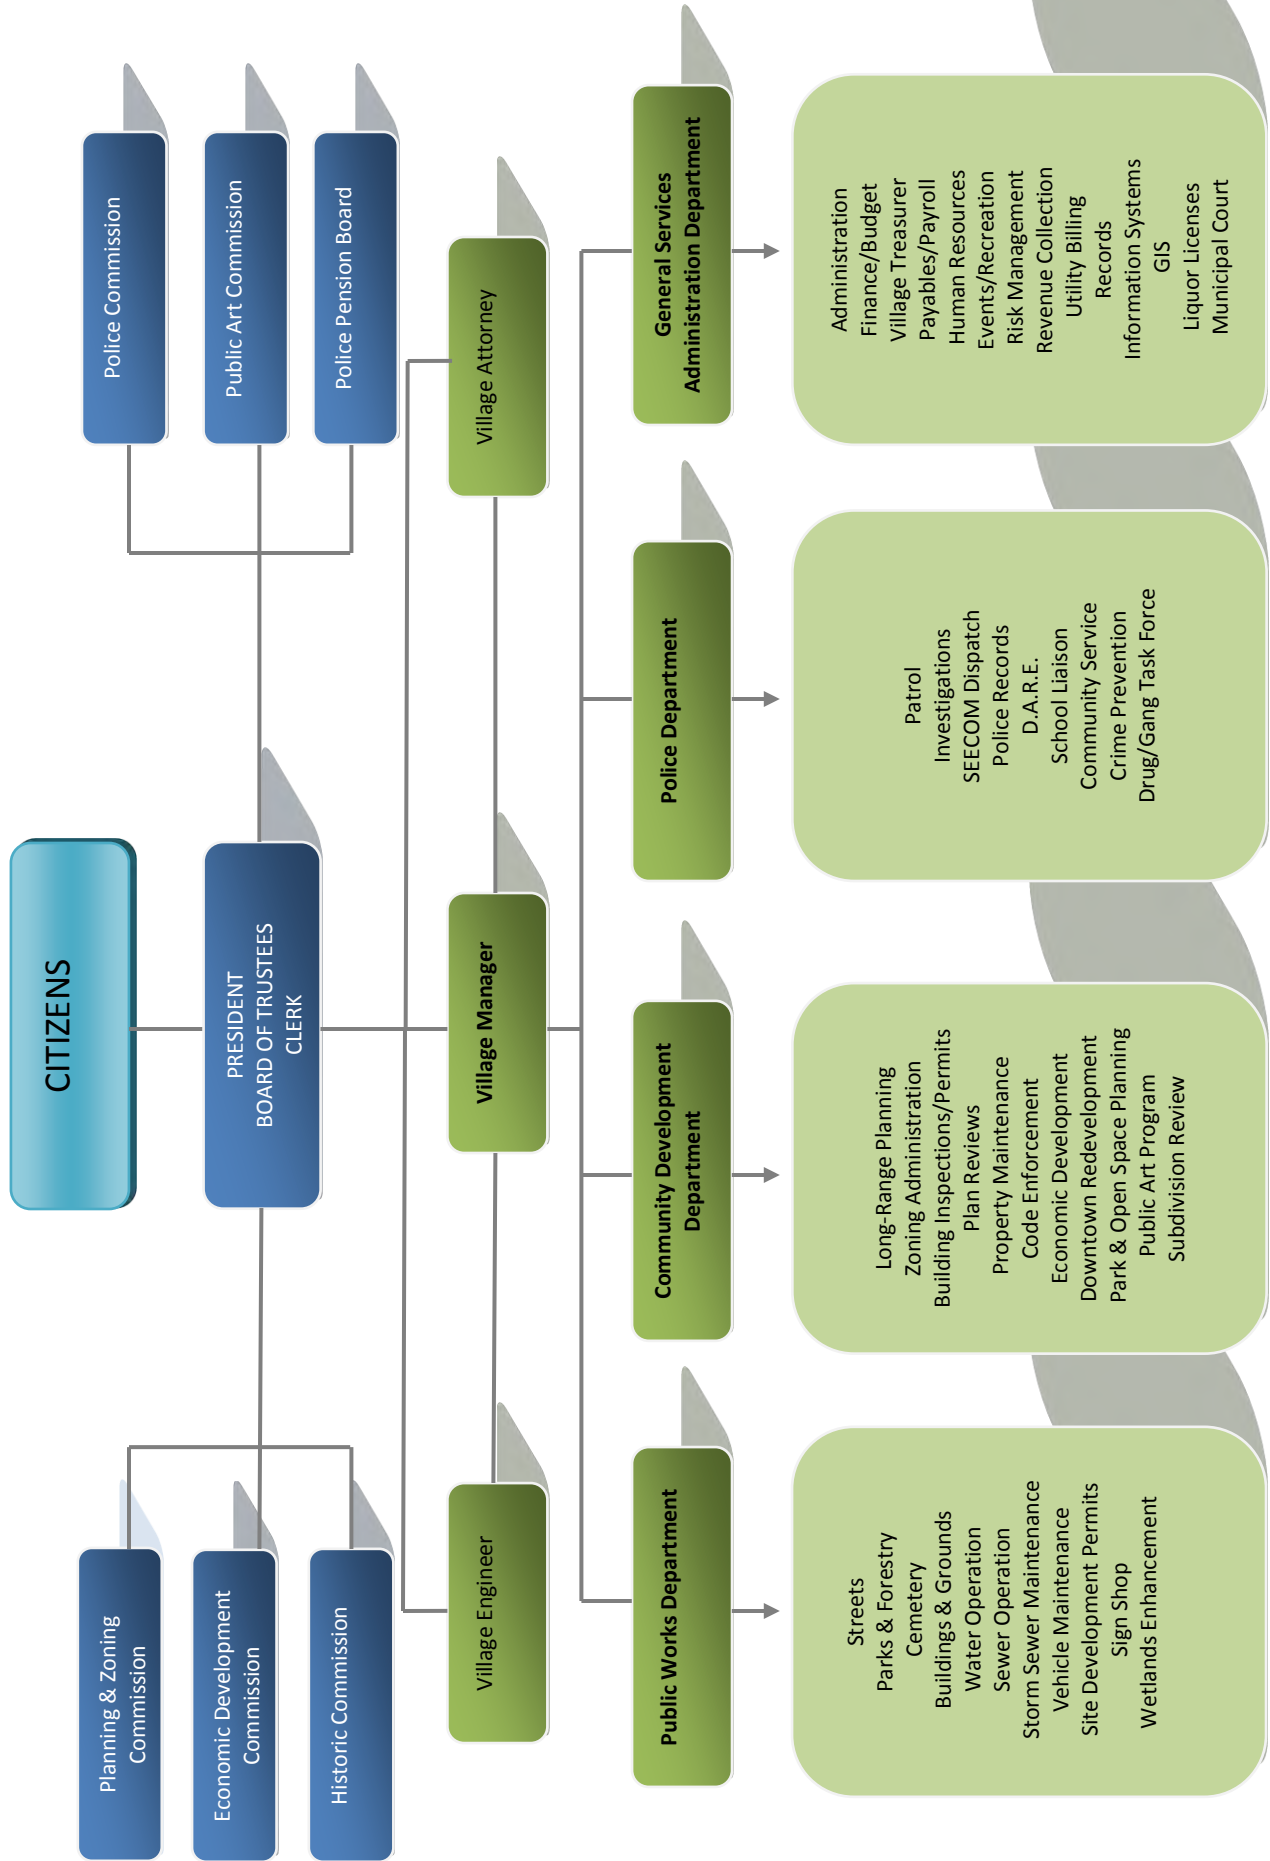 CITIZENS
PRESIDENT
BOARD OF TRUSTEES
CLERK
Planning & Zoning
Commission
Economic Development
Commission
Historic Commission
Police Commission
Public Art Commission
Police Pension Board
Village Engineer
Village Manager
Village Attorney
Public Works Department
Community Development
Department
Police Department
General Services
Administration Department
Streets
Parks & Forestry
Cemetery
Buildings & Grounds
Water Operation
Sewer Operation
Storm Sewer Maintenance
Vehicle Maintenance
Site Development Permits
Sign Shop
Wetlands Enhancement
Long-Range Planning
Zoning Administration
Building Inspections/Permits
Plan Reviews
Property Maintenance
Code Enforcement
Economic Development
Downtown Redevelopment
Park & Open Space Planning
Public Art Program
Subdivision Review
Patrol
Investigations
SEECOM Dispatch
Police Records
D.A.R.E.
School Liaison
Community Service
Crime Prevention
Drug/Gang Task Force
Administration
Finance/Budget
Village Treasurer
Payables/Payroll
Human Resources
Events/Recreation
Risk Management
Revenue Collection
Utility Billing
Records
Information Systems
GIS
Liquor Licenses
Municipal Court